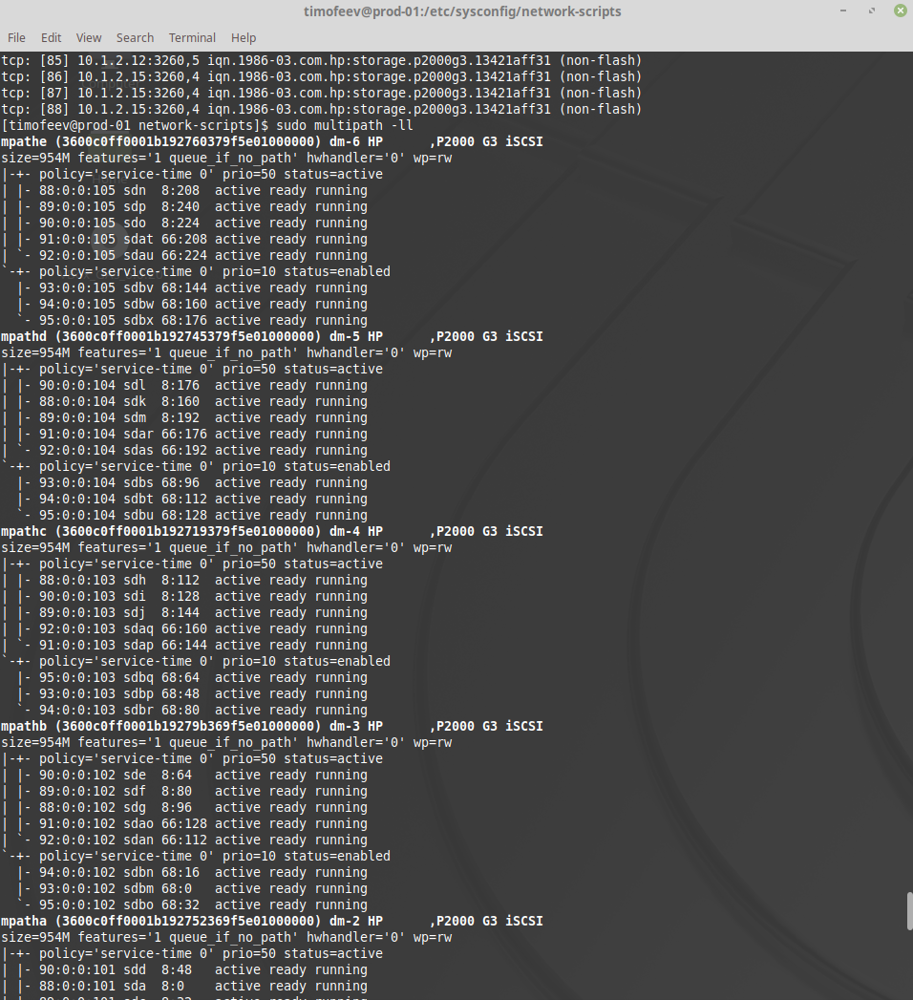 timofeev@prod-01:/etc/sysconfig/network-scripts
File Edit View Search Terminal Help
tcp: [85] 10.1.2.12:3260,5 iqn.1986-03.com.hp:storage.p2000g3.13421aff31 (non-flash)
tcp: [86] 10.1.2.15:3260,4 iqn.1986-03.com.hp:storage.p2000g3.13421aff31 (non-flash)
tcp: [87] 10.1.2.15:3260,4 iqn.1986-03.com.hp:storage.p2000g3.13421aff31 (non-flash)
tcp: [88] 10.1.2.15:3260,4 iqn.1986-03.com.hp:storage.p2000g3.13421aff31 (non-flash)
[timofeev@prod-01 network-scripts]$ sudo multipath -ll
mpathe (3600c0ff0001b192760379f5e01000000) dm-6 HP      ,P2000 G3 iSCSI
size=954M features='1 queue_if_no_path' hwhandler='0' wp=rw
|-+- policy='service-time 0' prio=50 status=active
| |- 88:0:0:105 sdn  8:208  active ready running
| |- 89:0:0:105 sdp  8:240  active ready running
| |- 90:0:0:105 sdo  8:224  active ready running
| |- 91:0:0:105 sdat 66:208 active ready running
| `- 92:0:0:105 sdau 66:224 active ready running
`-+- policy='service-time 0' prio=10 status=enabled
  |- 93:0:0:105 sdbv 68:144 active ready running
  |- 94:0:0:105 sdbw 68:160 active ready running
  `- 95:0:0:105 sdbx 68:176 active ready running
mpathd (3600c0ff0001b192745379f5e01000000) dm-5 HP      ,P2000 G3 iSCSI
size=954M features='1 queue_if_no_path' hwhandler='0' wp=rw
|-+- policy='service-time 0' prio=50 status=active
| |- 90:0:0:104 sdl  8:176  active ready running
| |- 88:0:0:104 sdk  8:160  active ready running
| |- 89:0:0:104 sdm  8:192  active ready running
| |- 91:0:0:104 sdar 66:176 active ready running
| `- 92:0:0:104 sdas 66:192 active ready running
`-+- policy='service-time 0' prio=10 status=enabled
  |- 93:0:0:104 sdbs 68:96  active ready running
  |- 94:0:0:104 sdbt 68:112 active ready running
  `- 95:0:0:104 sdbu 68:128 active ready running
mpathc (3600c0ff0001b192719379f5e01000000) dm-4 HP      ,P2000 G3 iSCSI
size=954M features='1 queue_if_no_path' hwhandler='0' wp=rw
|-+- policy='service-time 0' prio=50 status=active
| |- 88:0:0:103 sdh  8:112  active ready running
| |- 90:0:0:103 sdi  8:128  active ready running
| |- 89:0:0:103 sdj  8:144  active ready running
| |- 92:0:0:103 sdaq 66:160 active ready running
| `- 91:0:0:103 sdap 66:144 active ready running
`-+- policy='service-time 0' prio=10 status=enabled
  |- 95:0:0:103 sdbq 68:64  active ready running
  |- 93:0:0:103 sdbp 68:48  active ready running
  `- 94:0:0:103 sdbr 68:80  active ready running
mpathb (3600c0ff0001b19279b369f5e01000000) dm-3 HP      ,P2000 G3 iSCSI
size=954M features='1 queue_if_no_path' hwhandler='0' wp=rw
|-+- policy='service-time 0' prio=50 status=active
| |- 90:0:0:102 sde  8:64   active ready running
| |- 89:0:0:102 sdf  8:80   active ready running
| |- 88:0:0:102 sdg  8:96   active ready running
| |- 91:0:0:102 sdao 66:128 active ready running
| `- 92:0:0:102 sdan 66:112 active ready running
`-+- policy='service-time 0' prio=10 status=enabled
  |- 94:0:0:102 sdbn 68:16  active ready running
  |- 93:0:0:102 sdbm 68:0   active ready running
  `- 95:0:0:102 sdbo 68:32  active ready running
mpatha (3600c0ff0001b192752369f5e01000000) dm-2 HP      ,P2000 G3 iSCSI
size=954M features='1 queue_if_no_path' hwhandler='0' wp=rw
|-+- policy='service-time 0' prio=50 status=active
| |- 90:0:0:101 sdd  8:48   active ready running
| |- 88:0:0:101 sda  8:0    active ready running